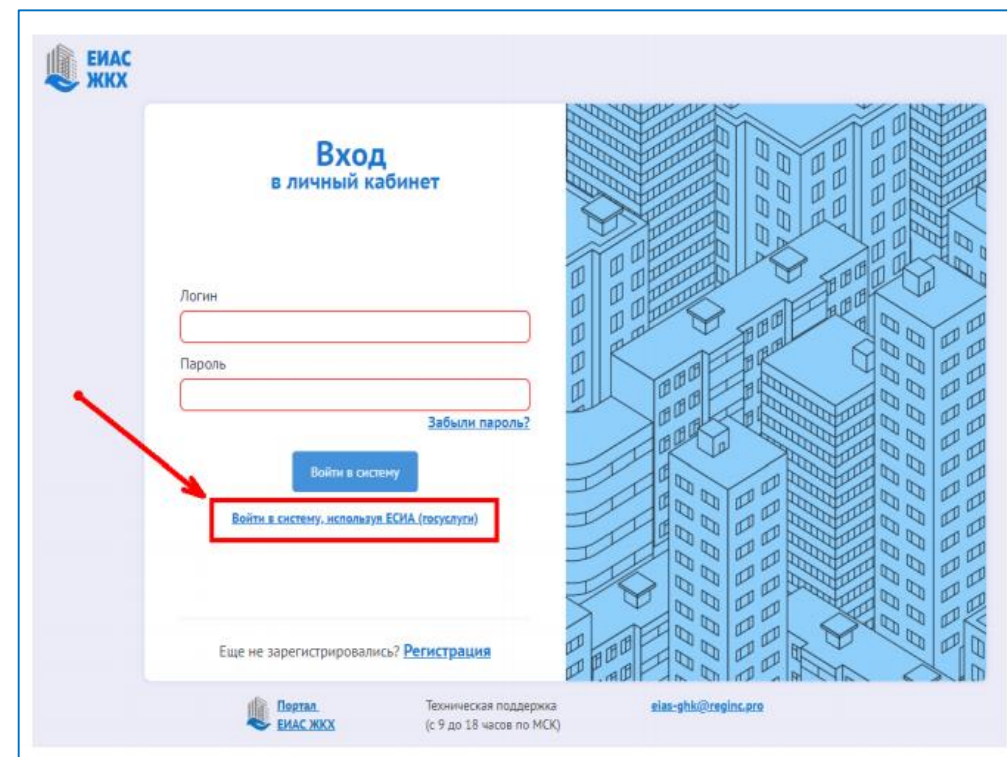 ЕИАС
ЖКХ
Вход
в личный кабинет
Логин
Пароль
Забыли пароль?
Войти в систему
Войти в систему, используя ЕСИА (госуслуги)
Еще не зарегистрировались? Регистрация
Портал
ЕИАС ЖКХ
Техническая поддержка
(с 9 до 18 часов по МСК)
eias-ghk@reginc.pro